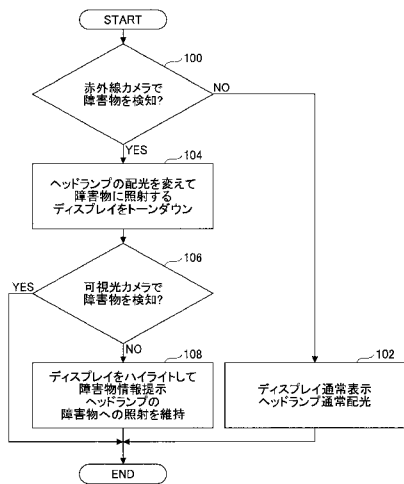 START
100
赤外線カメラで
障害物を検知?
NO
YES
104
ヘッドランプの配光を変えて
障害物に照射する
ディスプレイをトーンダウン
106
YES
可視光カメラで
障害物を検知?
NO
108
ディスプレイをハイライトして
障害物情報提示
ヘッドランプの
障害物への照射を維持
102
ディスプレイ通常表示
ヘッドランプ通常配光
END